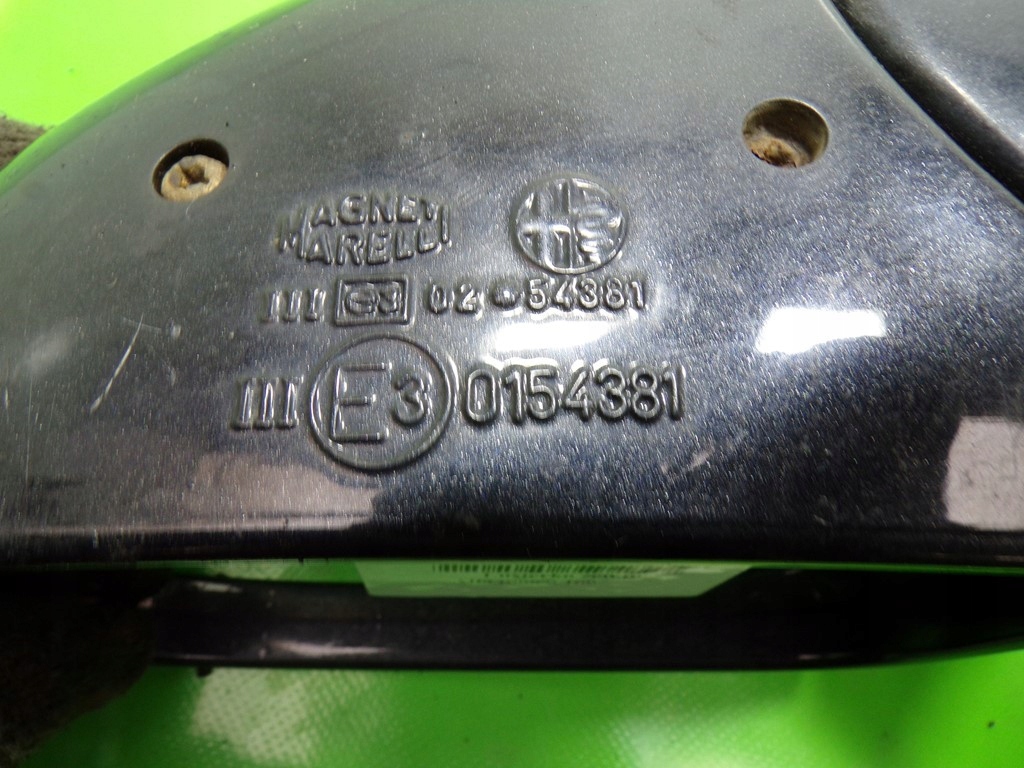 MAGNETI
MARELLI
III e3 02•54381
III E3 0154381